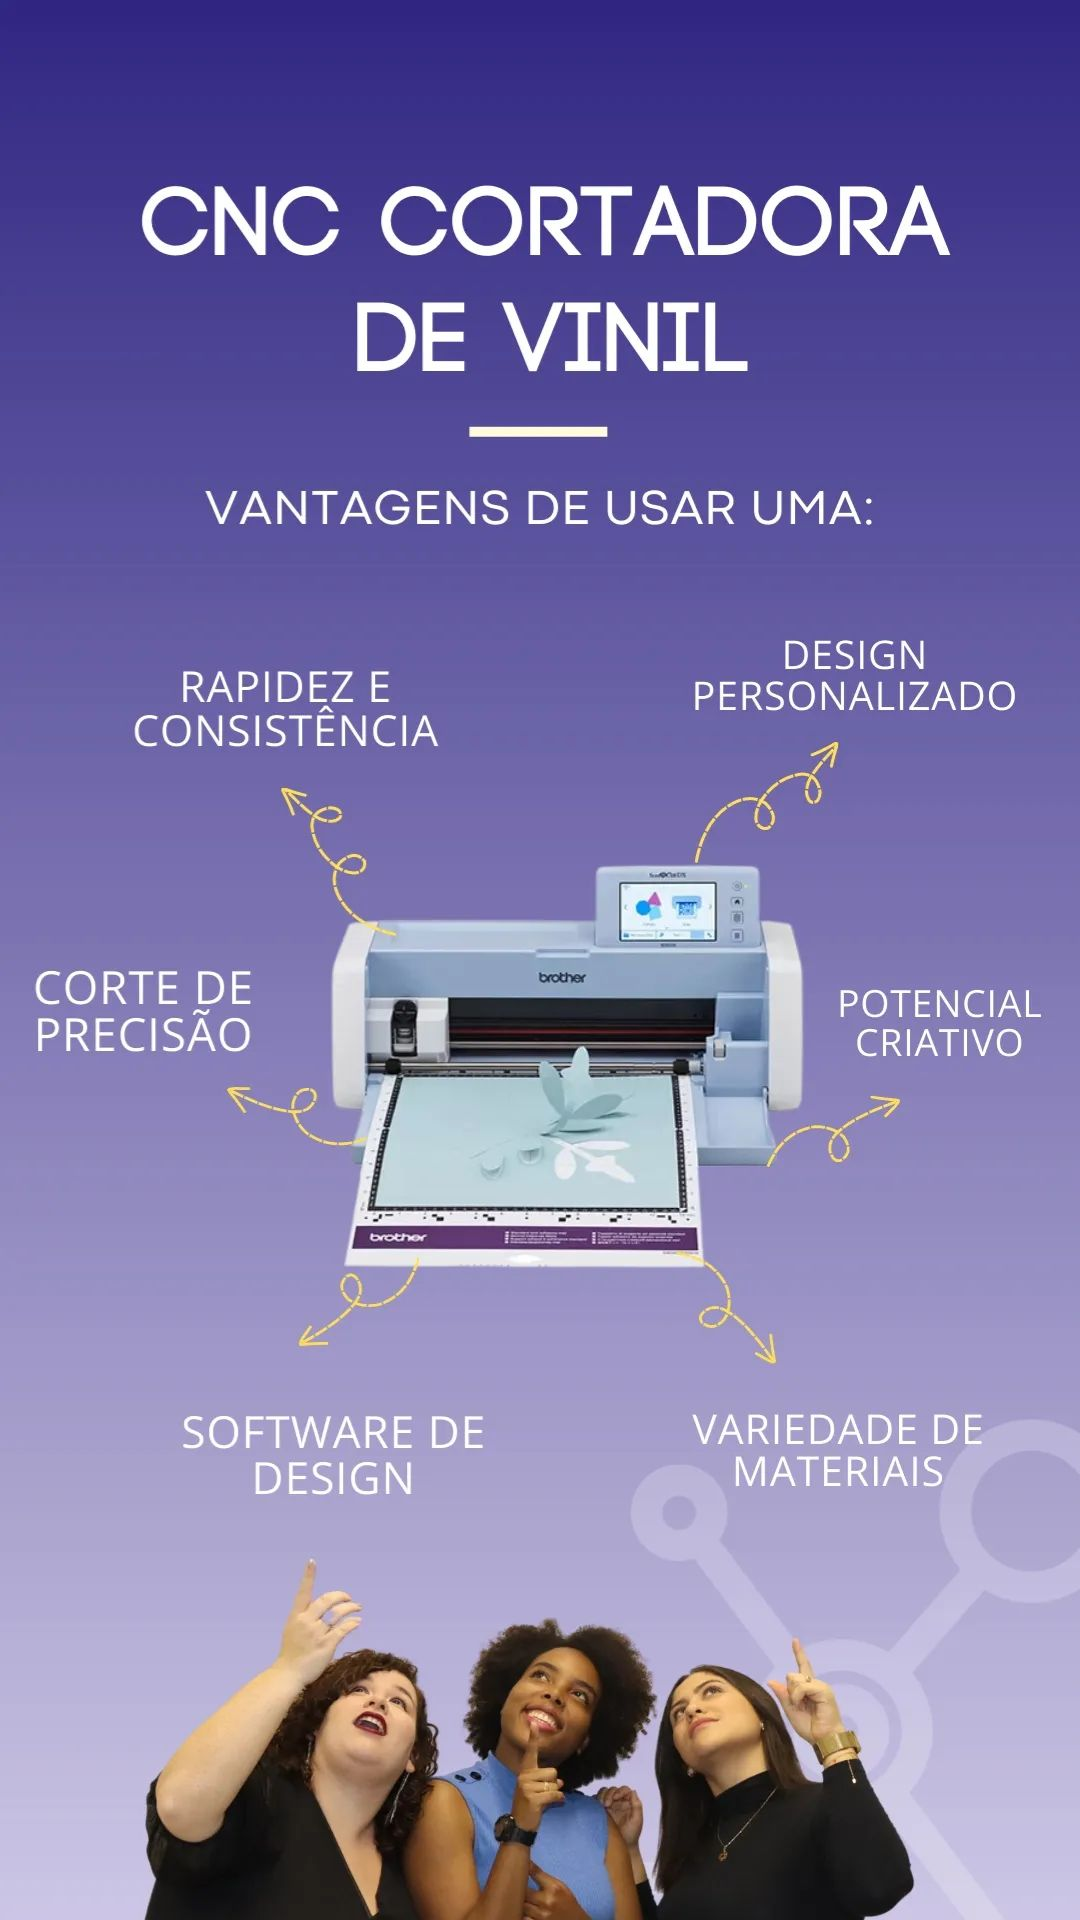 CNC CORTADORA
DE VINIL
VANTAGENS DE USAR UMA:
RAPIDEZ E
CONSISTÊNCIA
DESIGN
PERSONALIZADO
CORTE DE
PRECISÃO
POTENCIAL
CRIATIVO
brother
brother
SOFTWARE DE
DESIGN
VARIEDADE DE
MATERIAIS